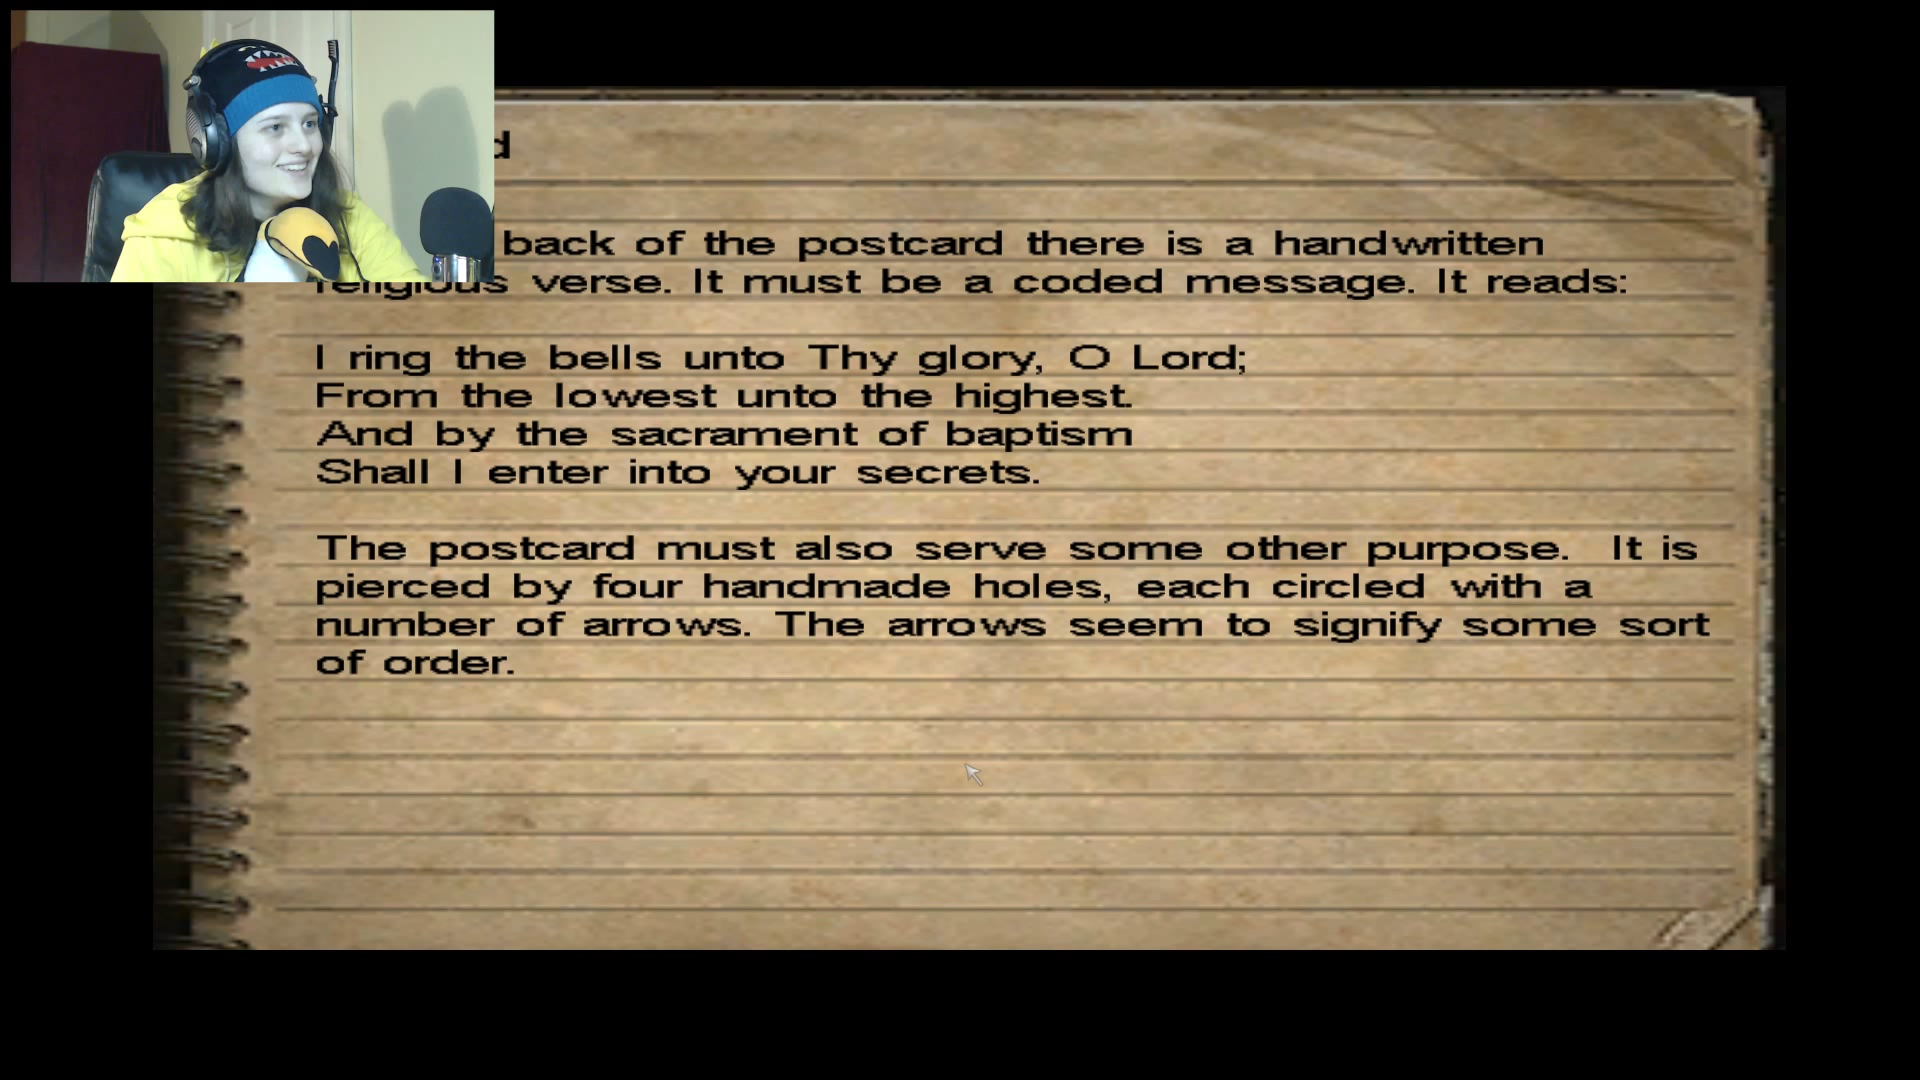 d
back of the postcard there is a handwritten
religious verse. It must be a coded message. It reads:
I ring the bells unto Thy glory, O Lord;
From the lowest unto the highest.
And by the sacrament of baptism
Shall I enter into your secrets.
The postcard must also serve some other purpose. It is
pierced by four handmade holes, each circled with a
number of arrows. The arrows seem to signify some sort
of order.